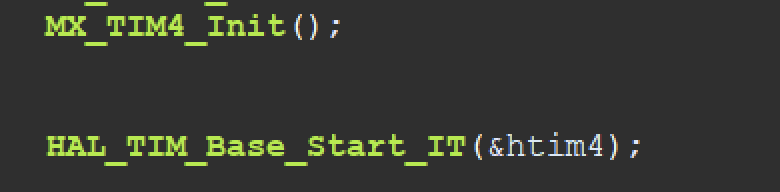 MX_TIM4_Init();
HAL_TIM_Base_Start_IT(&htim4);